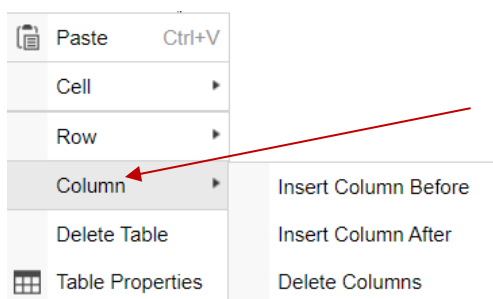 Paste Ctrl+V
Cell
Row
Column
Delete Table
Table Properties
Insert Column Before
Insert Column After
Delete Columns